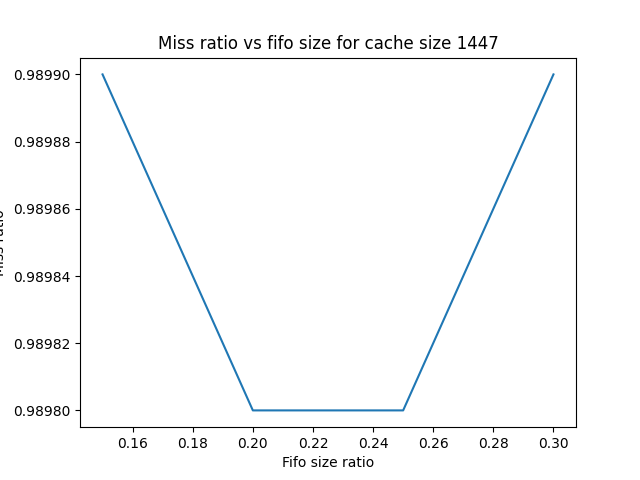 Miss ratio vs fifo size for cache size 1447
0.98990
0.98988
0.98986
0.98984
0.98982
0.98980
Miss ratio
0.16 0.18 0.20 0.22 0.24 0.26 0.28 0.30
Fifo size ratio